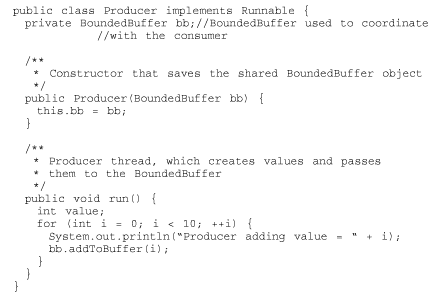 public class Producer implements Runnable {
  private BoundedBuffer bb;//BoundedBuffer used to coordinate
            //with the consumer

  /**
   * Constructor that saves the shared BoundedBuffer object
   */
  public Producer(BoundedBuffer bb) {
    this.bb = bb;
  }

  /**
   * Producer thread, which creates values and passes
   * them to the BoundedBuffer
   */
  public void run() {
    int value;
    for (int i = 0; i < 10; ++i) {
      System.out.println(“Producer adding value = “ + i);
      bb.addToBuffer(i);
    }
  }
}